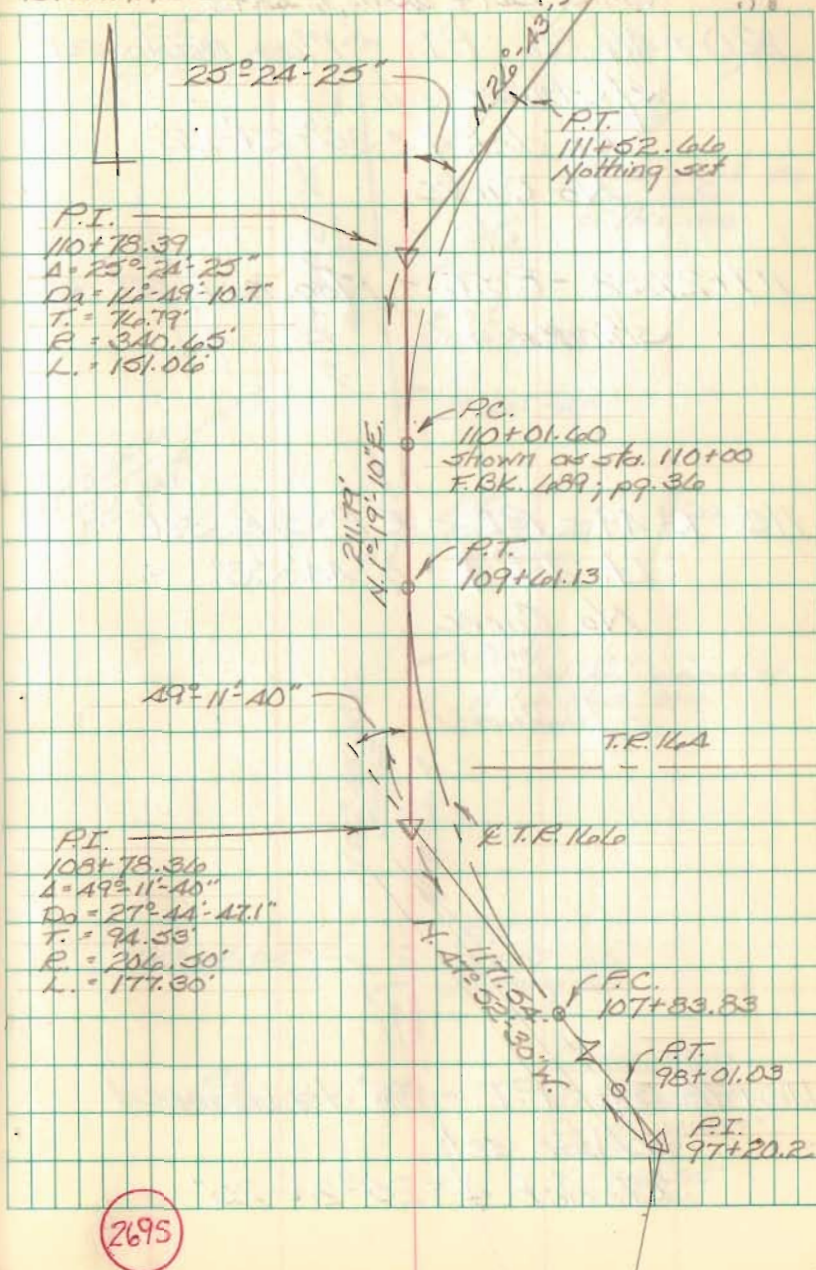 25°-24'-25"
N.26°-43'
P.T.
111+52.66
Nothing set
P.I.
110+78.39
Δ=25°-24'-25"
Da=16°-49'-10.7"
T.=76.79'
R=340.65'
L.=151.06'
P.C.
110+01.60
shown as sta. 110+00
F.BK. 689; pg. 36
211.79'
N.1°-19'-10"E.
P.T.
109+61.13
49°-11'-40"
T.R.164
P.I.
108+78.36
Δ=49°-11'-40"
Da=27°-44'-47.1"
T.=94.53'
R.=206.50'
L.=177.30'
℄ T.R.166
1171.54'
N.47°-52'-30"W.
P.C.
107+83.83
P.T.
98+01.03
P.I.
97+20.2
2695